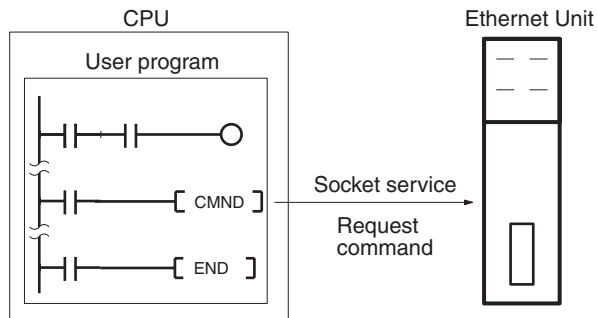 CPU
Ethernet Unit
User program
CMND
Socket service
Request
command
END